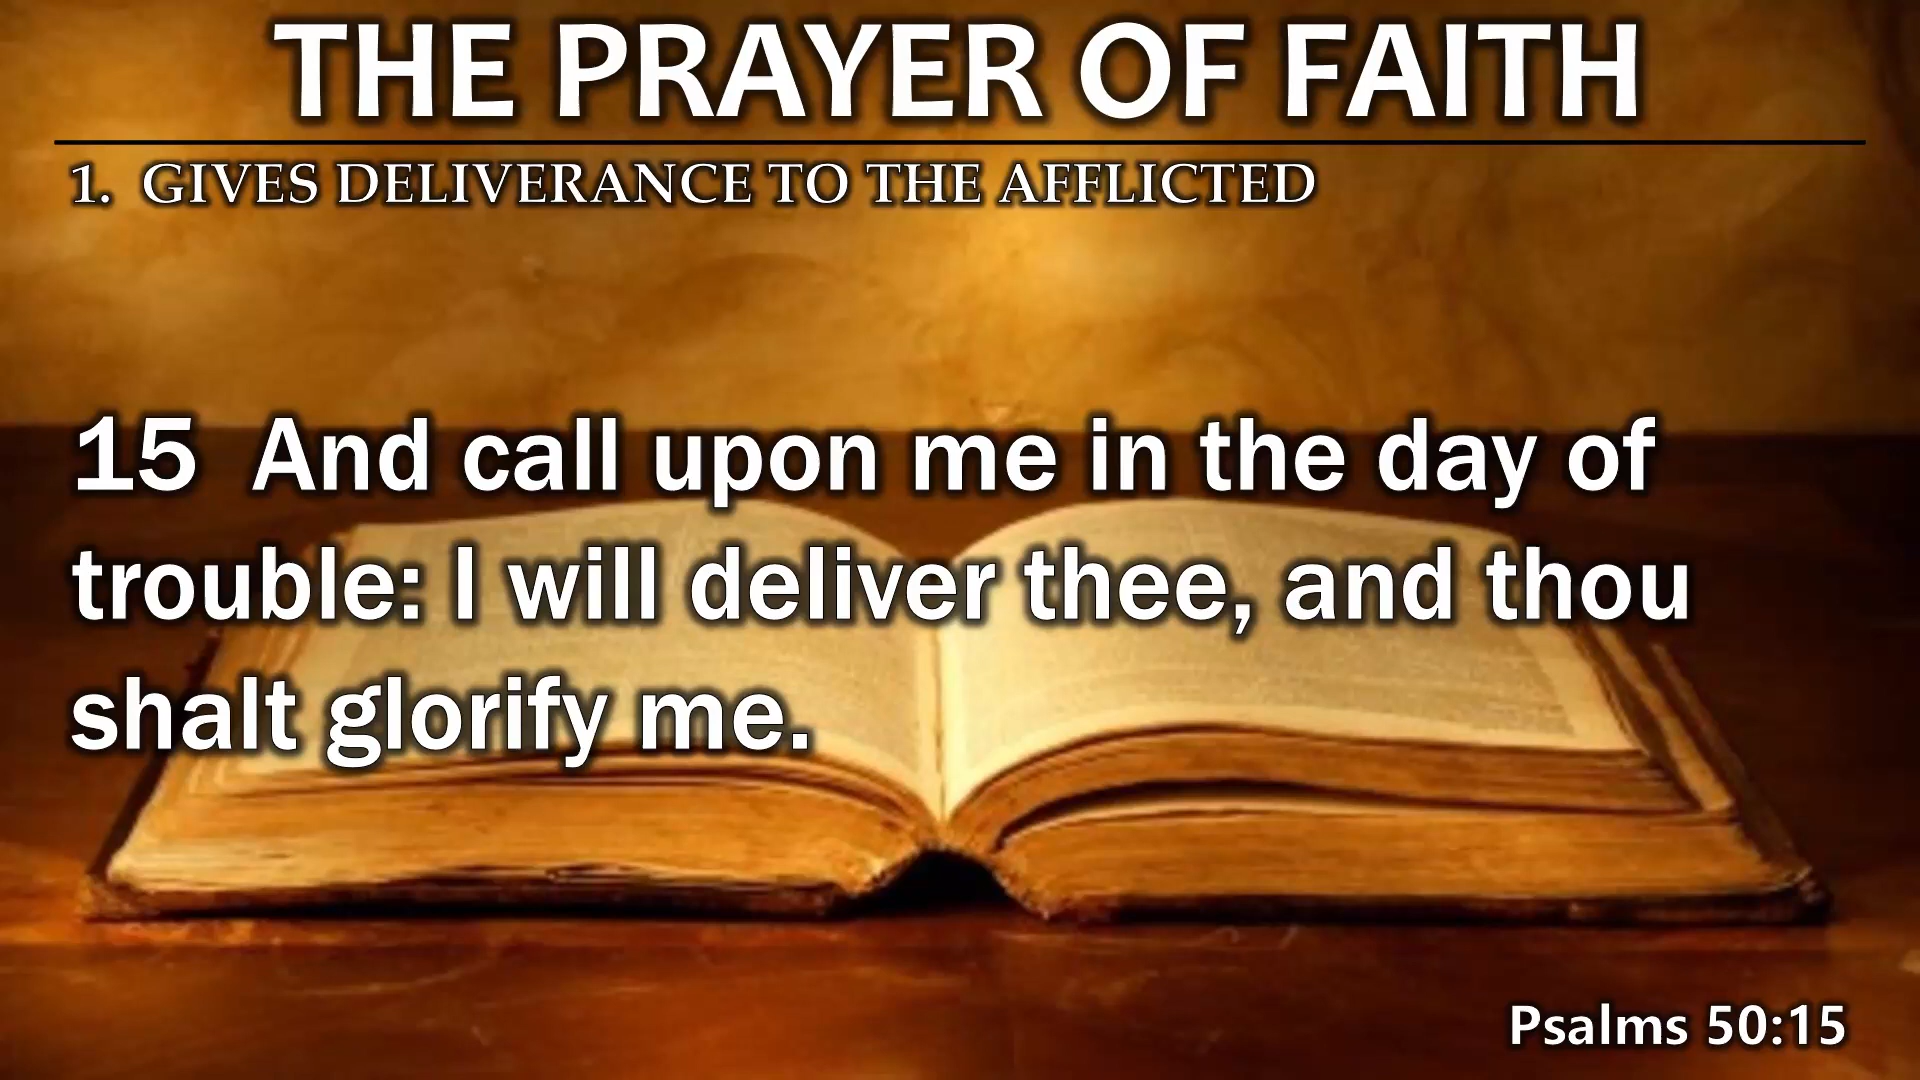 THE PRAYER OF FAITH
1. GIVES DELIVERANCE TO THE AFFLICTED
15 And call upon me in the day of
trouble: I will deliver thee, and thou
shalt glorify me.
Psalms 50:15